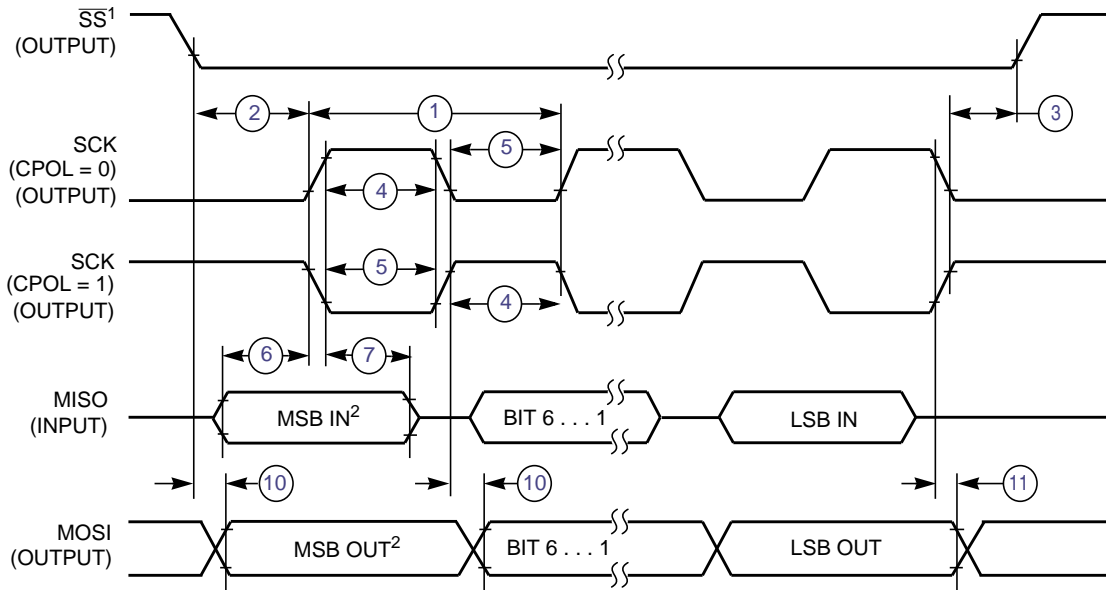 SS¹
(OUTPUT)
2
1
3
SCK
(CPOL = 0)
(OUTPUT)
5
4
SCK
(CPOL = 1)
(OUTPUT)
5
4
6
7
MISO
(INPUT)
MSB IN²
BIT 6 . . . 1
LSB IN
10
10
11
MOSI
(OUTPUT)
MSB OUT²
BIT 6 . . . 1
LSB OUT